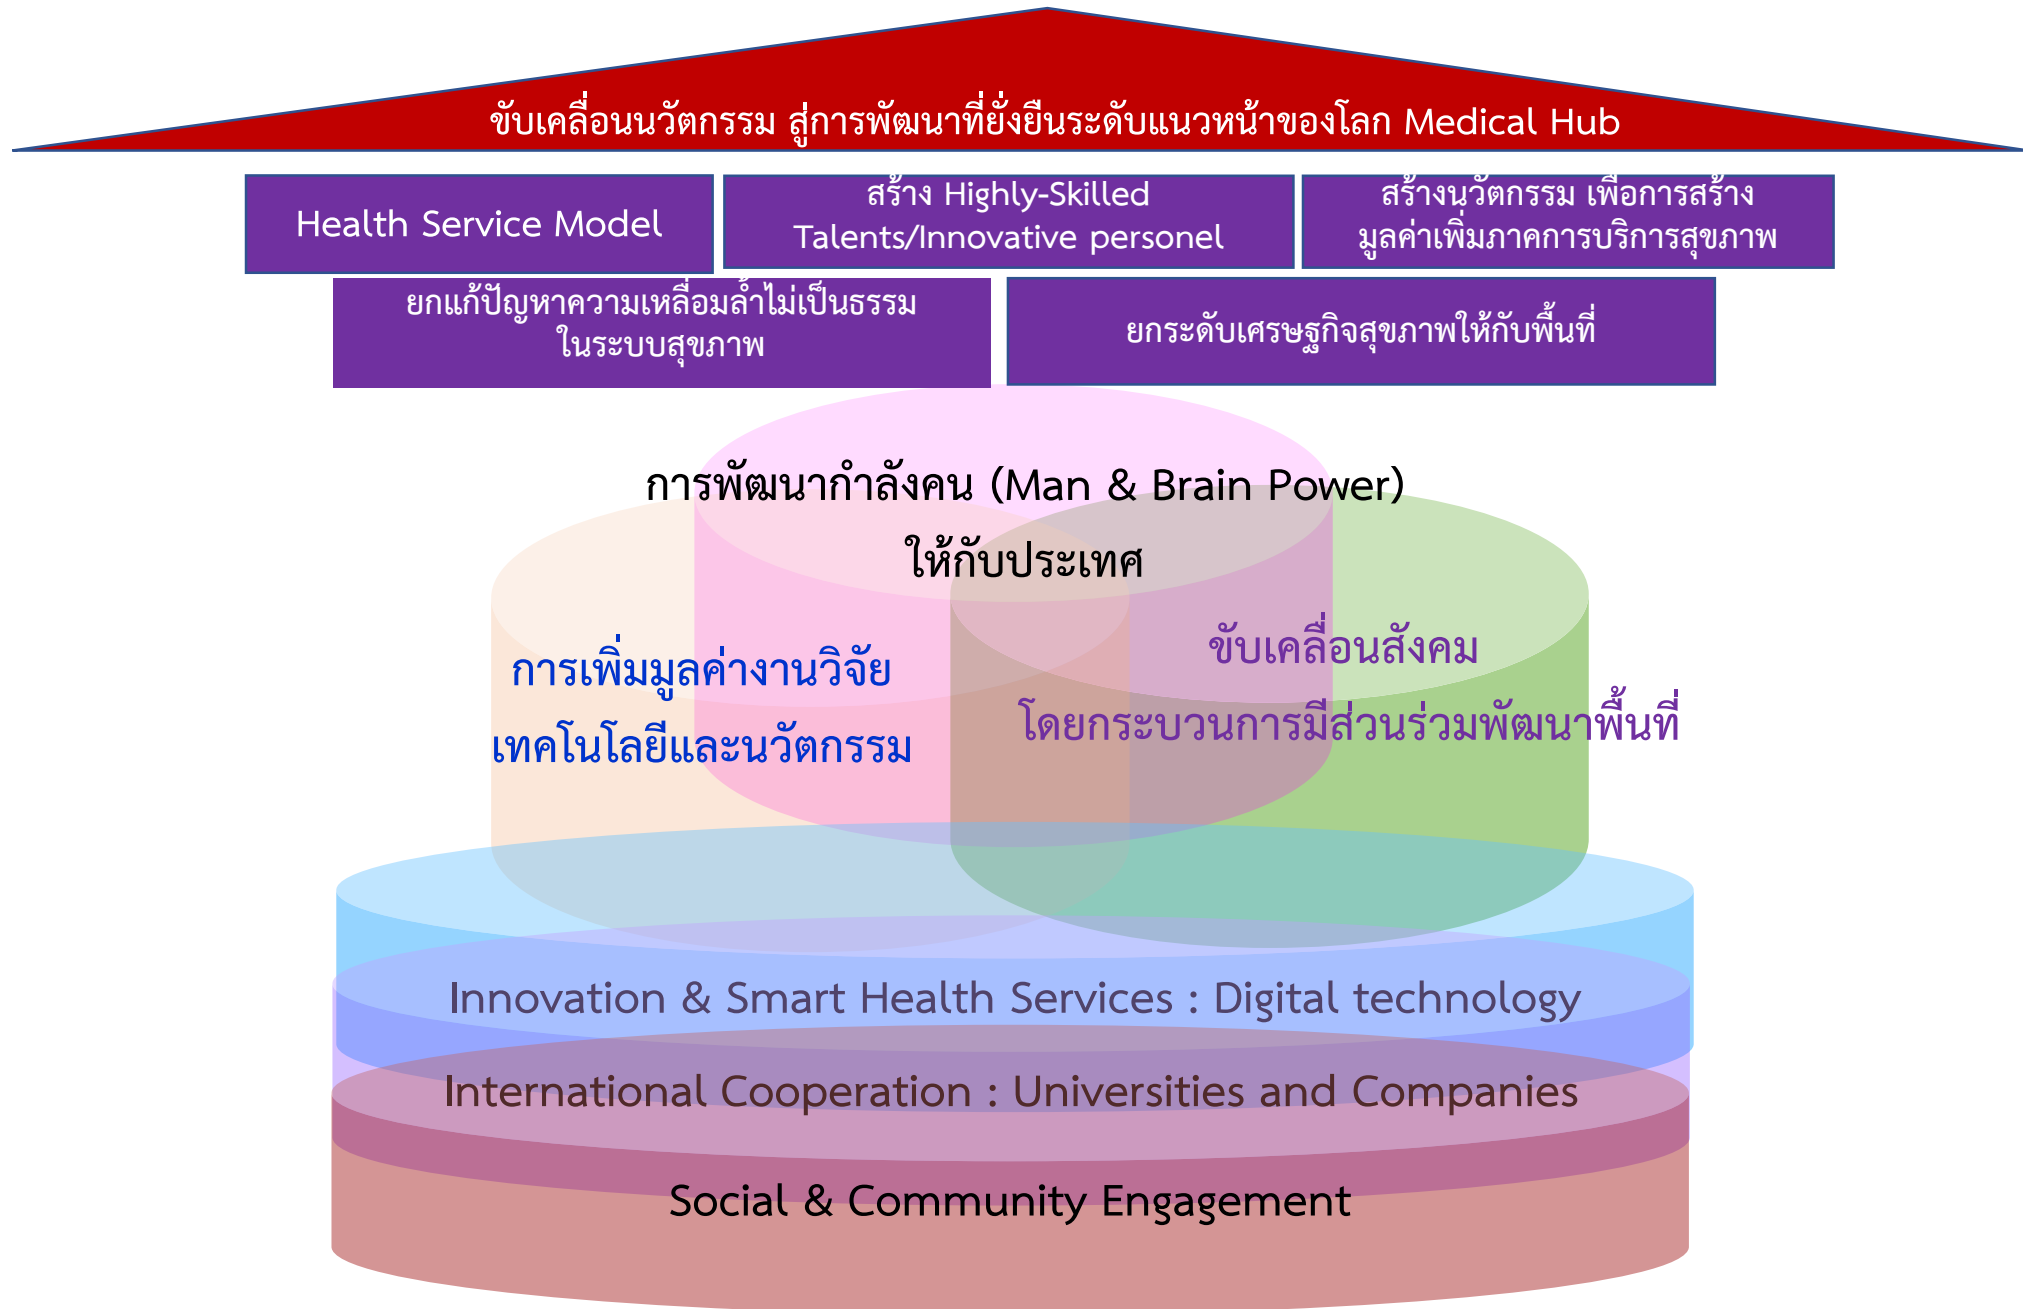 ขับเคลื่อนนวัตกรรม สู่การพัฒนาที่ยั่งยืนระดับแนวหน้าของโลก Medical Hub
Health Service Model
สร้าง Highly-Skilled
Talents/Innovative personel
สร้างนวัตกรรม เพื่อการสร้าง
มูลค่าเพิ่มภาคการบริการสุขภาพ
ยกแก้ปัญหาความเหลื่อมล้ำไม่เป็นธรรม
ในระบบสุขภาพ
ยกระดับเศรษฐกิจสุขภาพให้กับพื้นที่
การพัฒนากำลังคน (Man & Brain Power)
ให้กับประเทศ
การเพิ่มมูลค่างานวิจัย
เทคโนโลยีและนวัตกรรม
ขับเคลื่อนสังคม
โดยกระบวนการมีส่วนร่วมพัฒนาพื้นที่
Innovation & Smart Health Services : Digital technology
International Cooperation : Universities and Companies
Social & Community Engagement